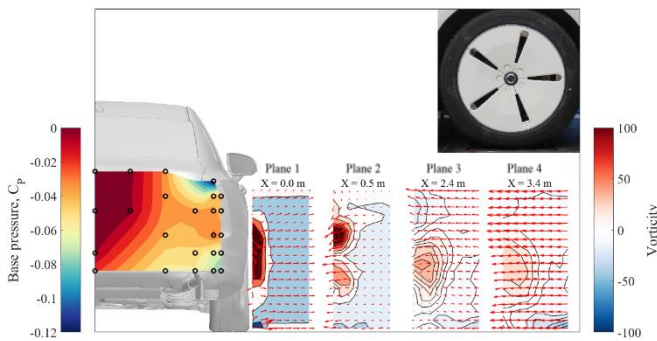 Base pressure, C_P
0
-0.02
-0.04
-0.06
-0.08
-0.1
-0.12
Plane 1
X = 0.0 m
Plane 2
X = 0.5 m
Plane 3
X = 2.4 m
Plane 4
X = 3.4 m
100
50
0
-50
-100
Vorticity